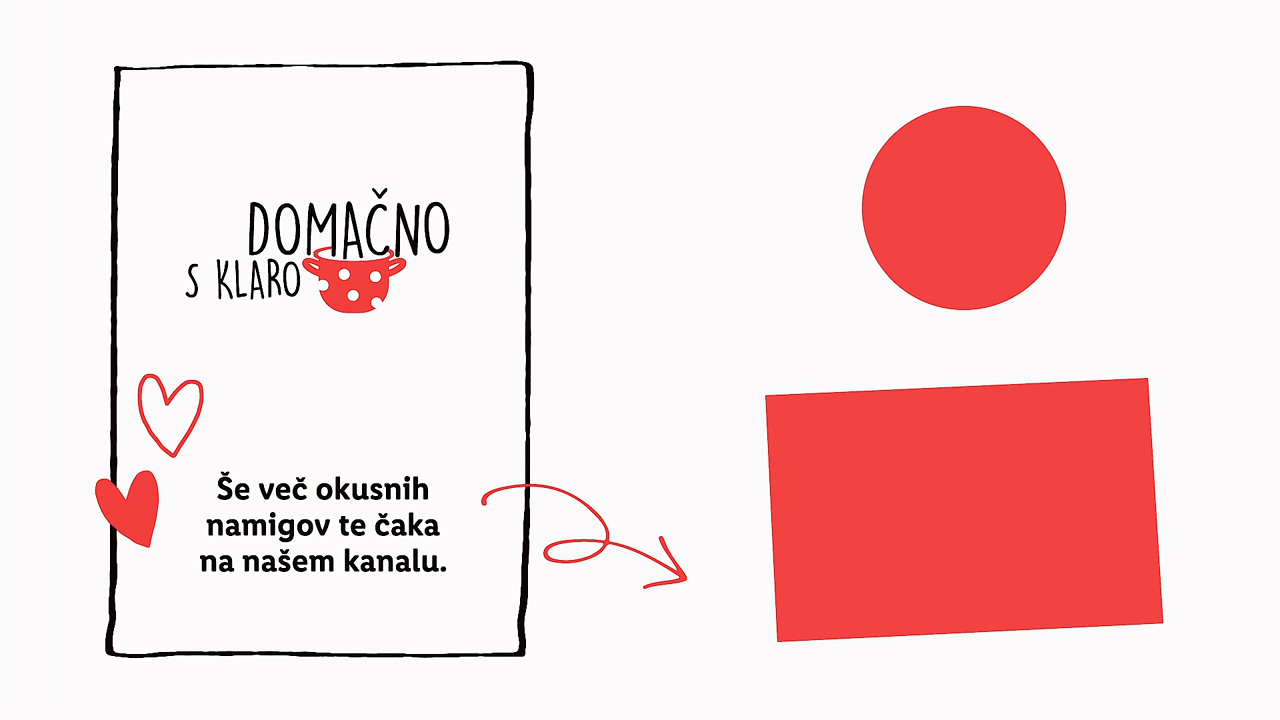 DOMAČNO
S KLARO
Še več okusnih
namigov te čaka
na našem kanalu.